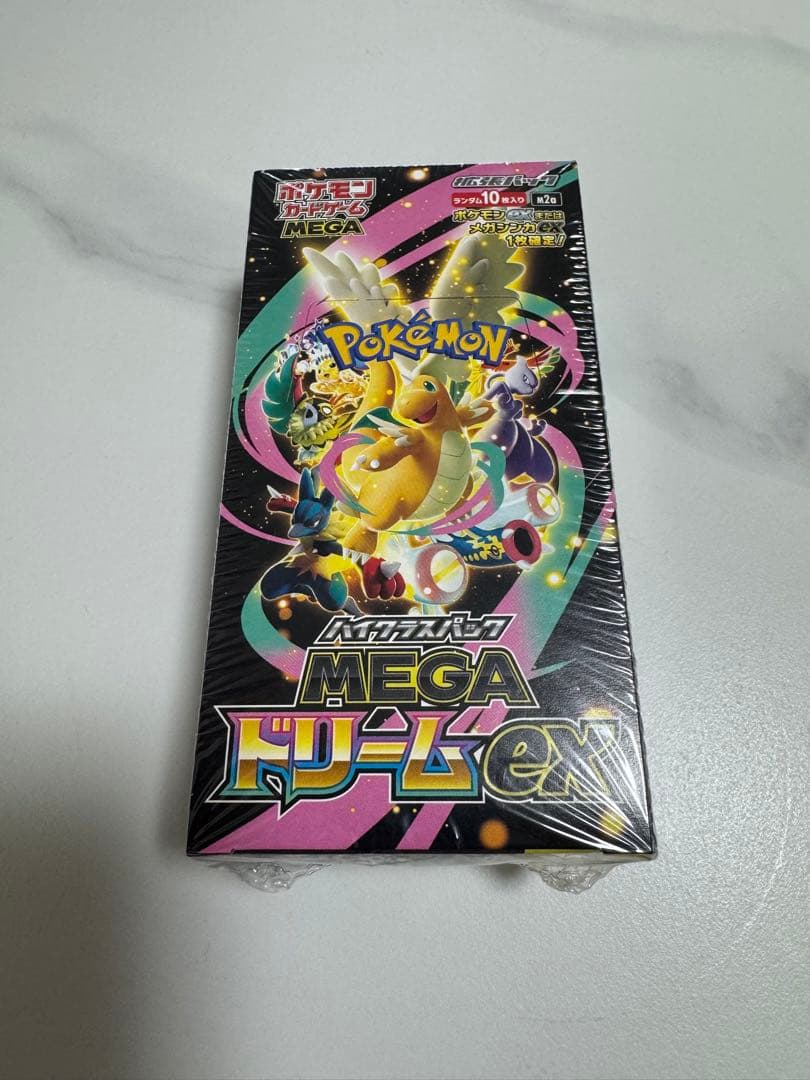 ポケモン
カードゲーム
MEGA
拡張パック
ランダム10枚入り M2a
ポケモンexまたは
メガシンカex
1枚確定!
POKÉMON
ハイクラスパック
MEGA
ドリームex